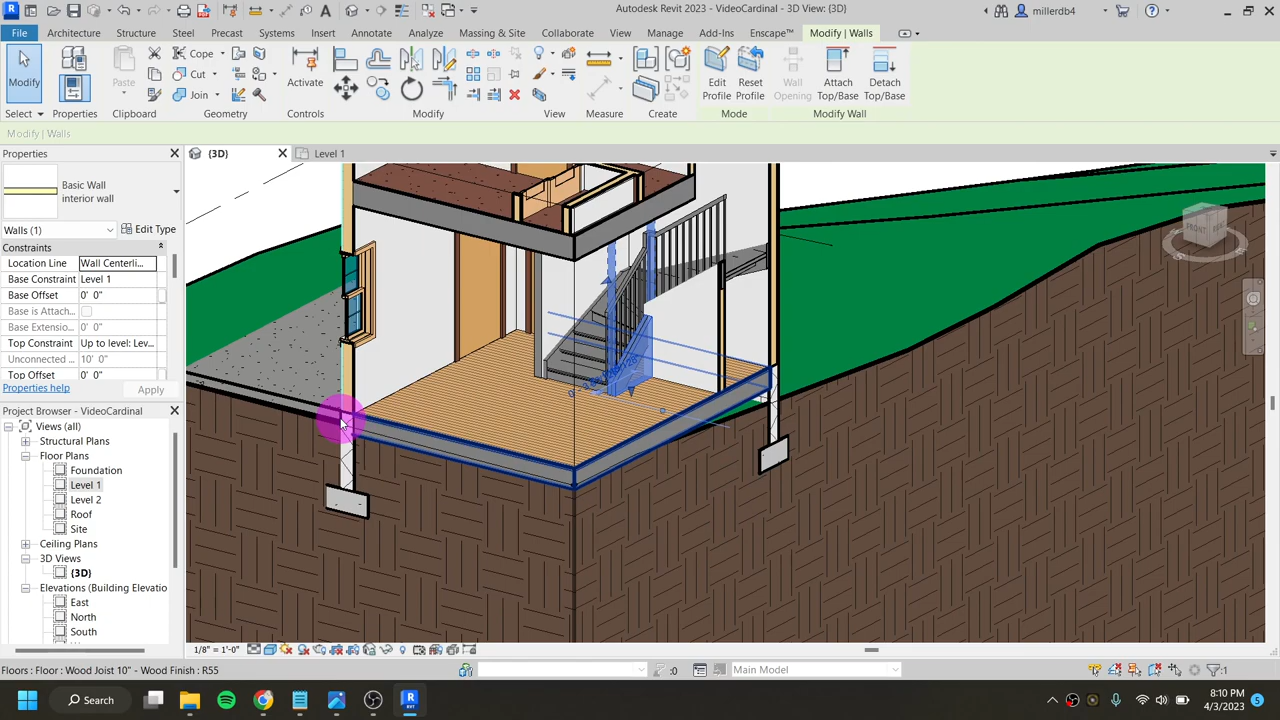 Autodesk Revit 2023 - VideoCardinal - 3D View: {3D}
millerdb4
File
Architecture
Structure
Steel
Precast
Systems
Insert
Annotate
Analyze
Massing & Site
Collaborate
View
Manage
Add-Ins
Enscape™
Modify | Walls
Modify
Paste
Cope
Cut
Join
Activate
Edit Profile
Reset Profile
Wall Opening
Attach Top/Base
Detach Top/Base
Select
Properties
Clipboard
Geometry
Controls
Modify
View
Measure
Create
Mode
Modify Wall
Modify | Walls
Properties
{3D}
Level 1
Basic Wall
interior wall
Walls (1)
Edit Type
Constraints
Location Line
Wall Centerli...
Base Constraint
Level 1
Base Offset
0' 0"
Base is Attach...
Base Extensio...
0' 0"
Top Constraint
Up to level: Lev...
Unconnected ...
10' 0"
Top Offset
0' 0"
Properties help
Apply
Project Browser - VideoCardinal
Views (all)
Structural Plans
Floor Plans
Foundation
Level 1
Level 2
Roof
Site
Ceiling Plans
3D Views
{3D}
Elevations (Building Elevatio
East
North
South
FRONT
1/8" = 1'-0"
Floors : Floor : Wood Joist 10" - Wood Finish : R55
:0
Main Model
:1
Search
8:10 PM
4/3/2023
5